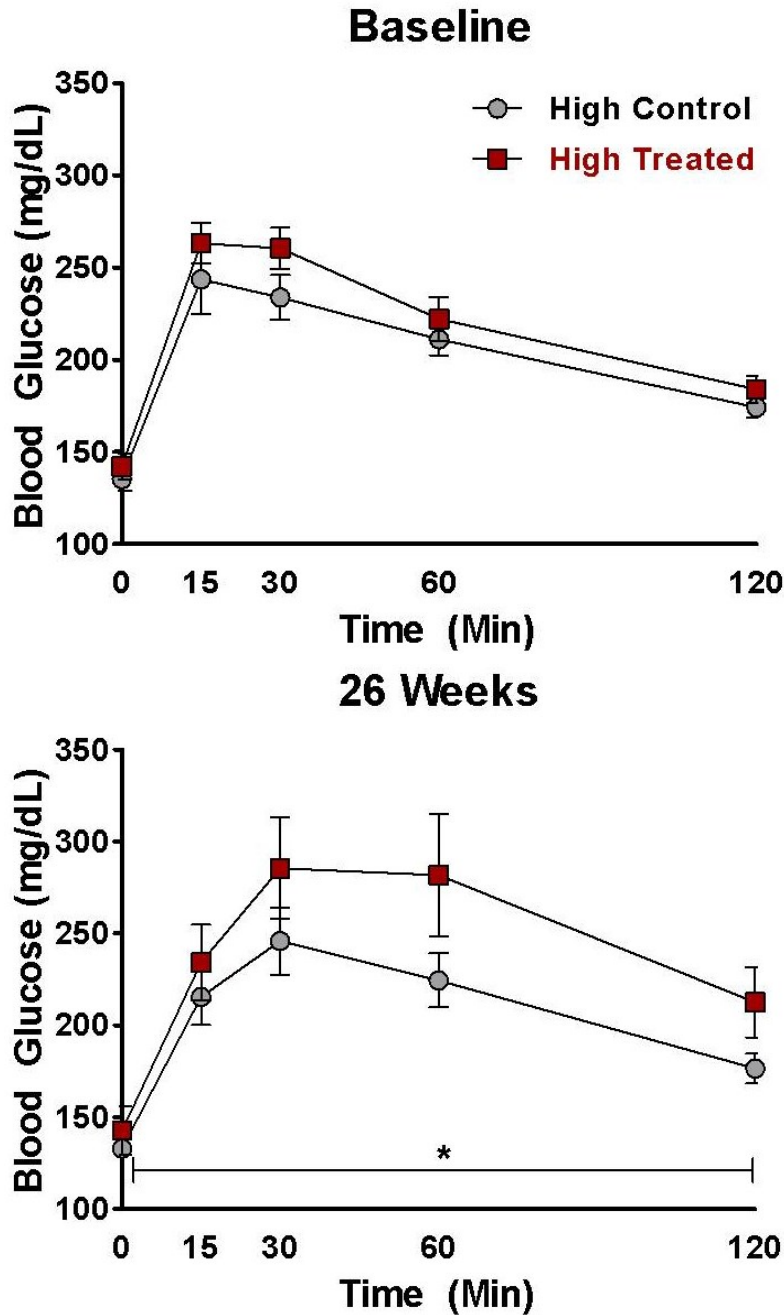 Baseline
350
High Control
High Treated
300
250
200
150
100
Blood Glucose (mg/dL)
0 15 30 60 120
Time (Min)
26 Weeks
350
300
250
200
150
100
Blood Glucose (mg/dL)
*
0 15 30 60 120
Time (Min)